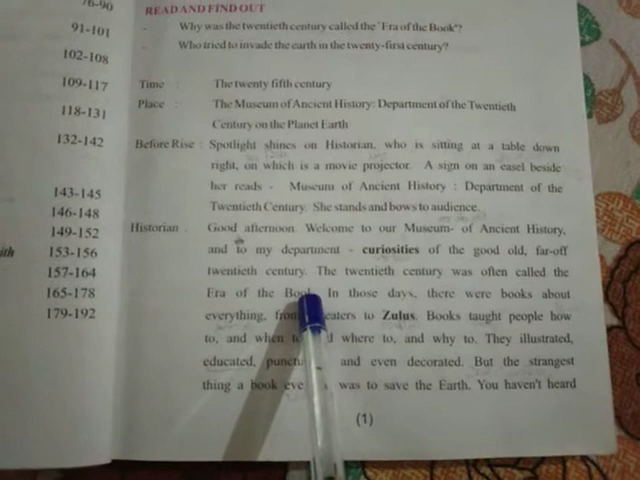 76-90
91-101
102-108
109-117
118-131
132-142
143-145
146-148
149-152
ith 153-156
157-164
165-178
179-192
READ AND FIND OUT
- Why was the twentieth century called the 'Era of the Book'?
- Who tried to invade the earth in the twenty-first century?
Time : The twenty fifth century
Place : The Museum of Ancient History: Department of the Twentieth
Century on the Planet Earth
Before Rise : Spotlight shines on Historian, who is sitting at a table down
right, on which is a movie projector. A sign on an easel beside
her reads - Museum of Ancient History : Department of the
Twentieth Century. She stands and bows to audience.
Historian : Good afternoon. Welcome to our Museum- of Ancient History,
and to my department - curiosities of the good old, far-off
twentieth century. The twentieth century was often called the
Era of the Book. In those days, there were books about
everything, from eaters to Zulus. Books taught people how
to, and when to d where to, and why to. They illustrated,
educated, punct and even decorated. But the strangest
thing a book eve s was to save the Earth. You haven't heard
(1)